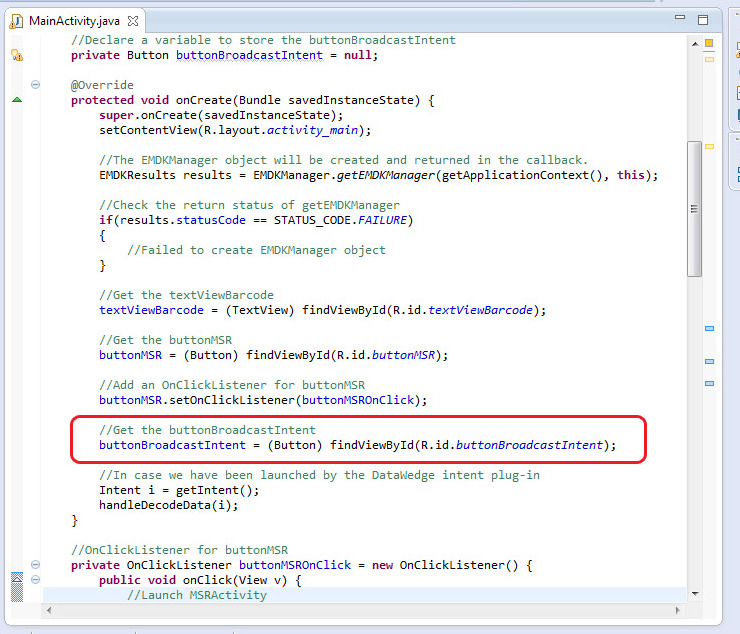 MainActivity.java
//Declare a variable to store the buttonBroadcastIntent
private Button buttonBroadcastIntent = null;
@Override
protected void onCreate(Bundle savedInstanceState) {
super.onCreate(savedInstanceState);
setContentView(R.layout.activity_main);
//The EMDKManager object will be created and returned in the callback.
EMDKResults results = EMDKManager.getEMDKManager(getApplicationContext(), this);
//Check the return status of getEMDKManager
if(results.statusCode == STATUS_CODE.FAILURE)
{
//Failed to create EMDKManager object
}
//Get the textViewBarcode
textViewBarcode = (TextView) findViewById(R.id.textViewBarcode);
//Get the buttonMSR
buttonMSR = (Button) findViewById(R.id.buttonMSR);
//Add an OnClickListener for buttonMSR
buttonMSR.setOnClickListener(buttonMSROnClick);
//Get the buttonBroadcastIntent
buttonBroadcastIntent = (Button) findViewById(R.id.buttonBroadcastIntent);
//In case we have been launched by the DataWedge intent plug-in
Intent i = getIntent();
handleDecodeData(i);
}
//OnClickListener for buttonMSR
private OnClickListener buttonMSROnClick = new OnClickListener() {
public void onClick(View v) {
//Launch MSRActivity